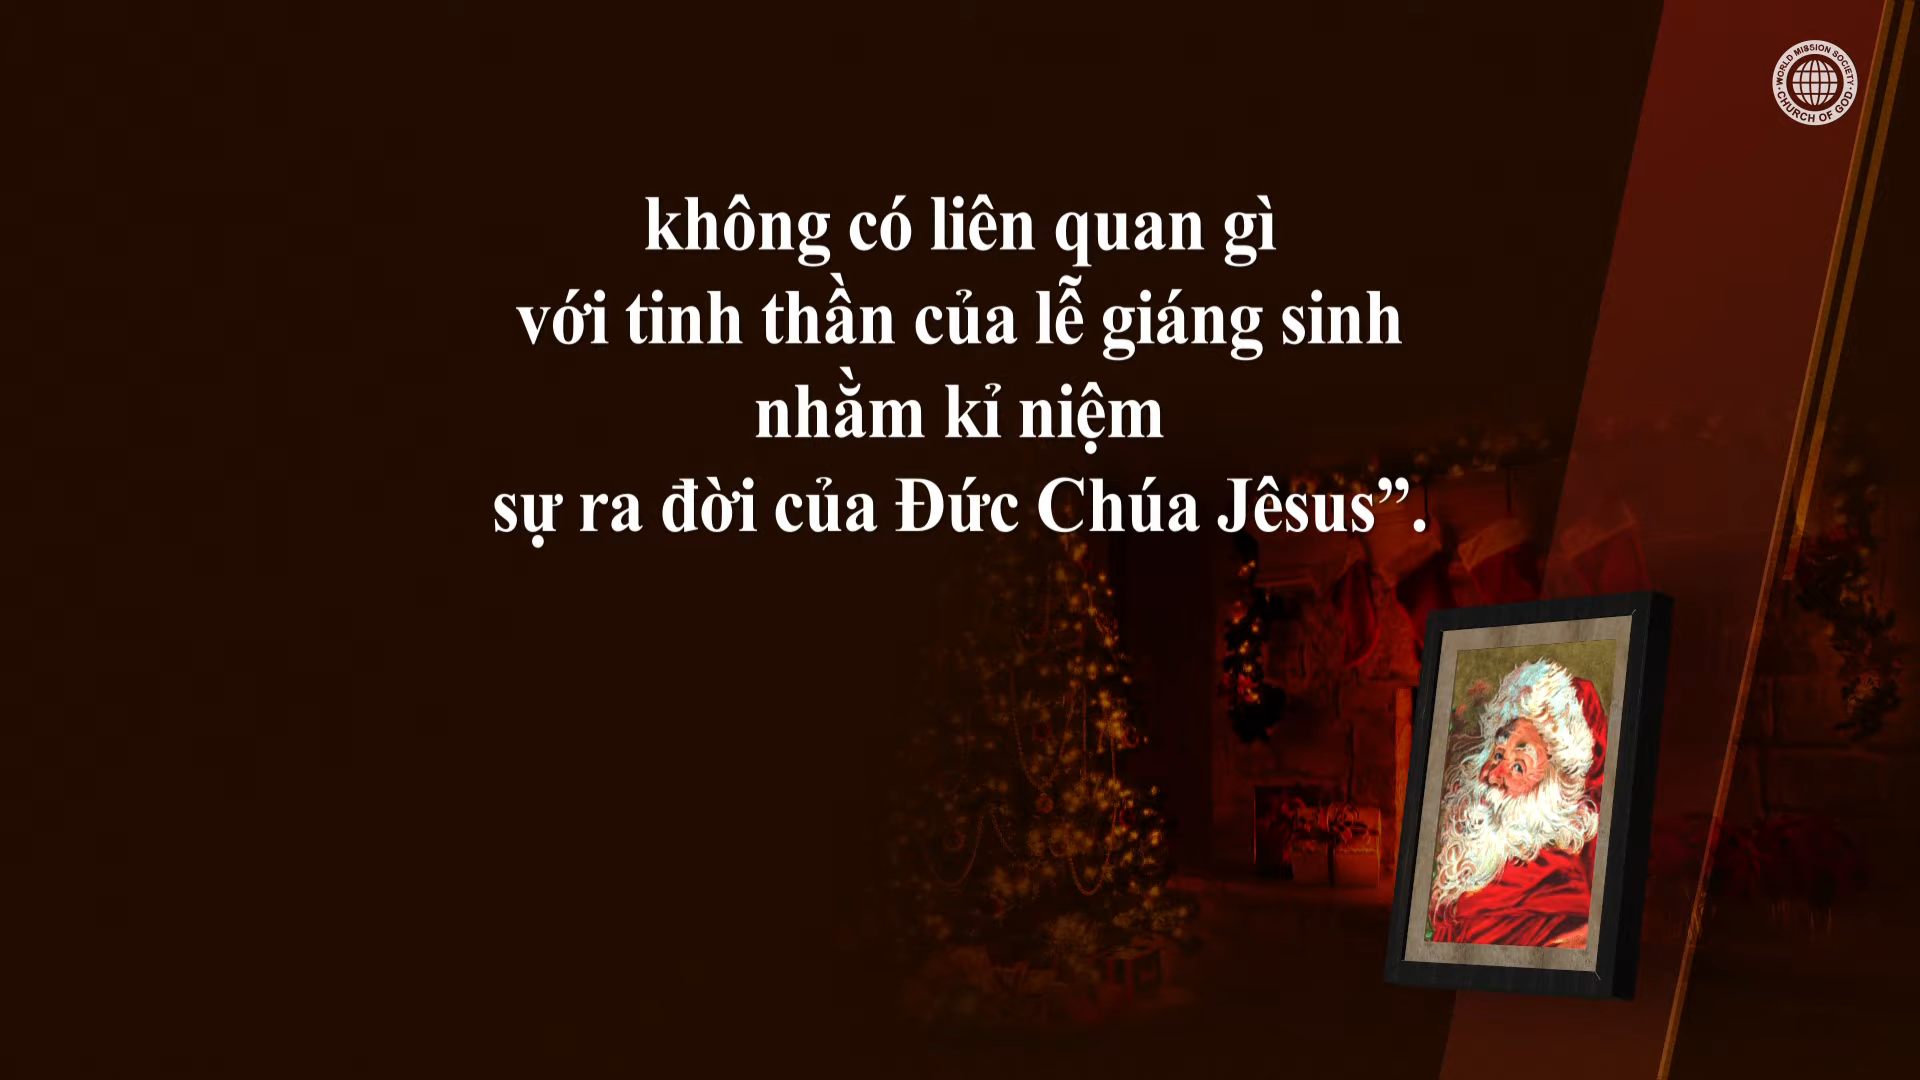 WORLD MISSION SOCIETY
CHURCH OF GOD
không có liên quan gì
với tinh thần của lễ giáng sinh
nhằm kỉ niệm
sự ra đời của Đức Chúa Jêsus”.